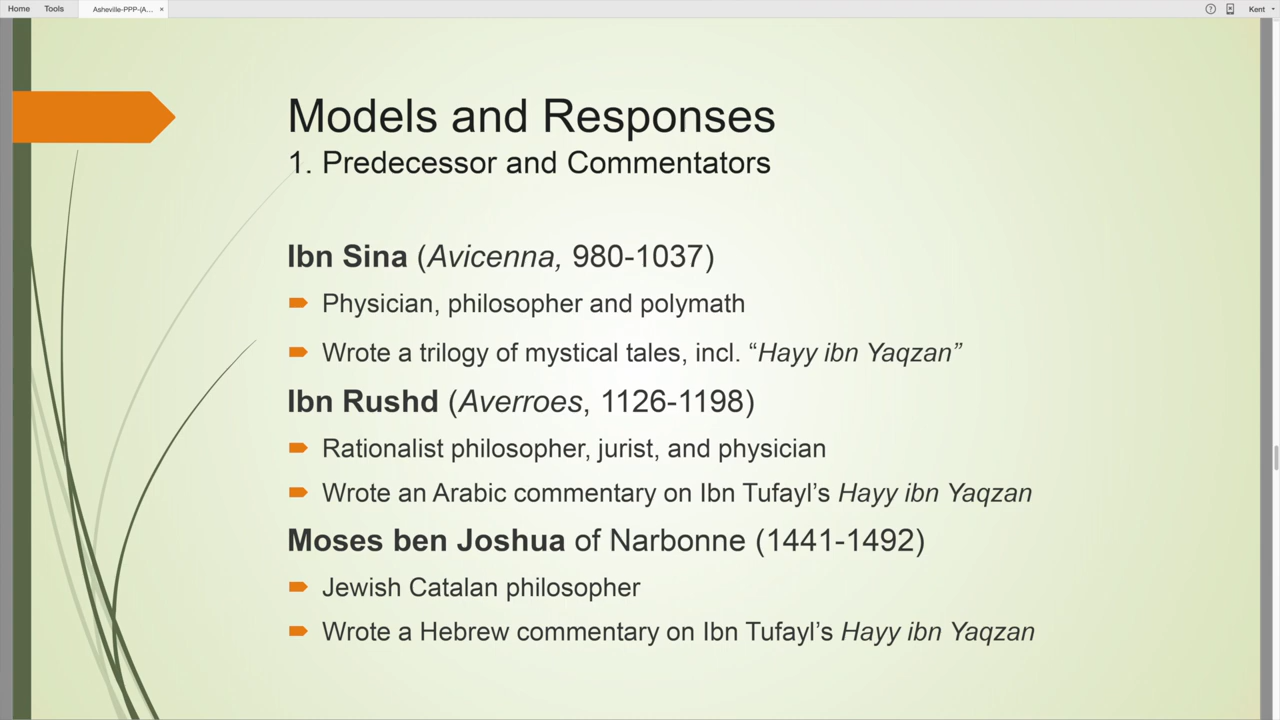 Home Tools Asheville-PPP-(A... × Kent
Models and Responses
1. Predecessor and Commentators
Ibn Sina (Avicenna, 980-1037)
Physician, philosopher and polymath
Wrote a trilogy of mystical tales, incl. “Hayy ibn Yaqzan”
Ibn Rushd (Averroes, 1126-1198)
Rationalist philosopher, jurist, and physician
Wrote an Arabic commentary on Ibn Tufayl’s Hayy ibn Yaqzan
Moses ben Joshua of Narbonne (1441-1492)
Jewish Catalan philosopher
Wrote a Hebrew commentary on Ibn Tufayl’s Hayy ibn Yaqzan